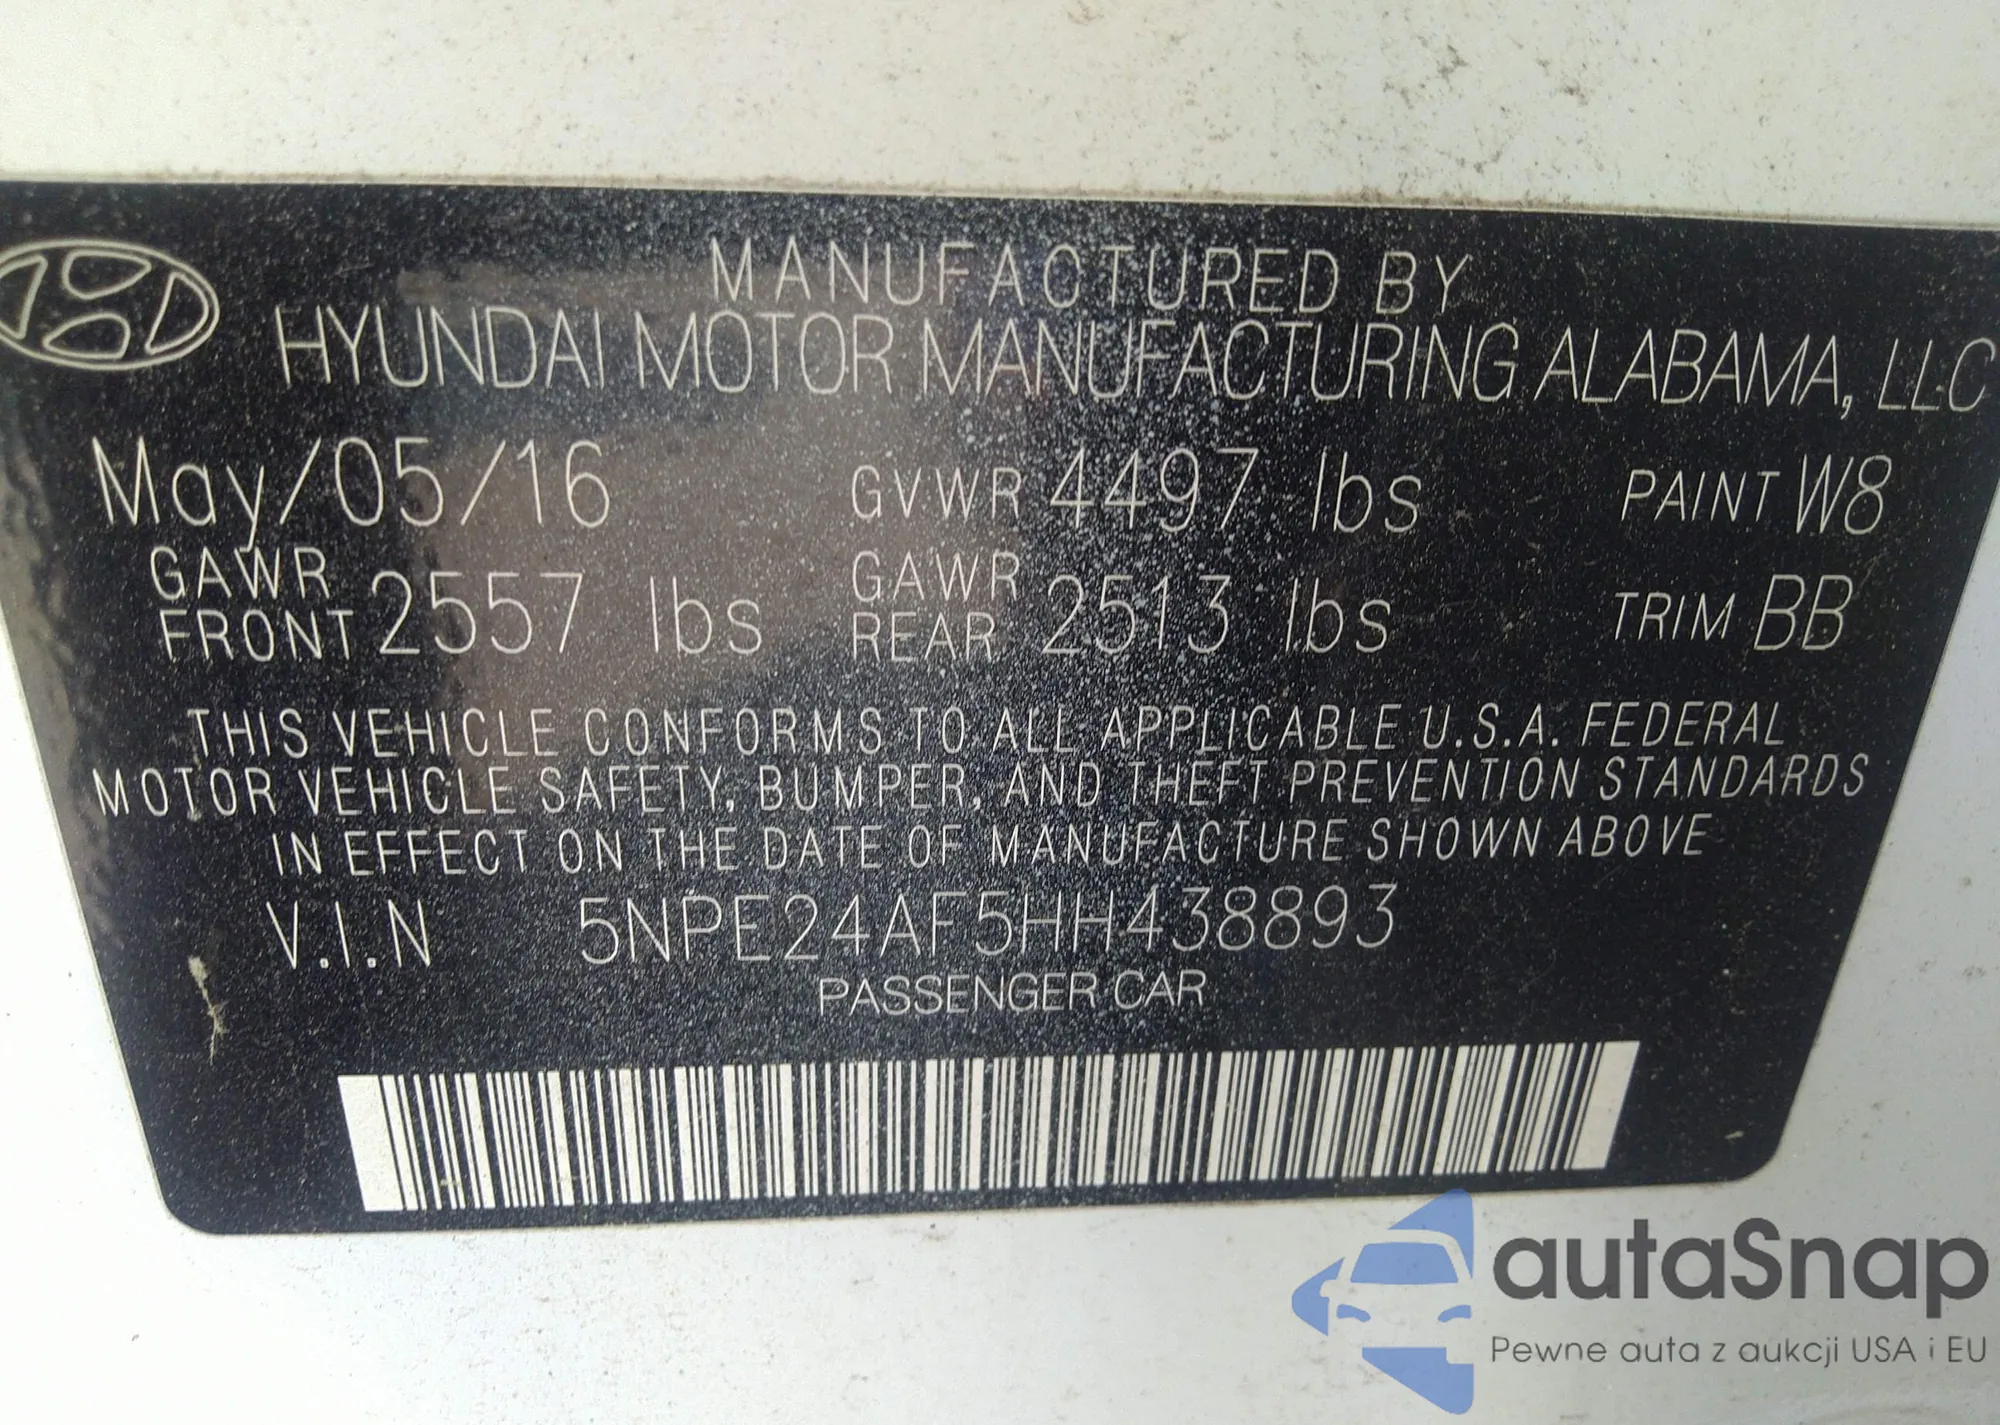 MANUFACTURED BY
HYUNDAI MOTOR MANUFACTURING ALABAMA, LLC
May/05/16 GVWR 4497 lbs PAINT W8
GAWR FRONT 2557 lbs GAWR REAR 2513 lbs TRIM BB
THIS VEHICLE CONFORMS TO ALL APPLICABLE U.S.A. FEDERAL
MOTOR VEHICLE SAFETY, BUMPER, AND THEFT PREVENTION STANDARDS
IN EFFECT ON THE DATE OF MANUFACTURE SHOWN ABOVE
V.I.N 5NPE24AF5HH438893
PASSENGER CAR
autaSnap
Pewne auta z aukcji USA i EU